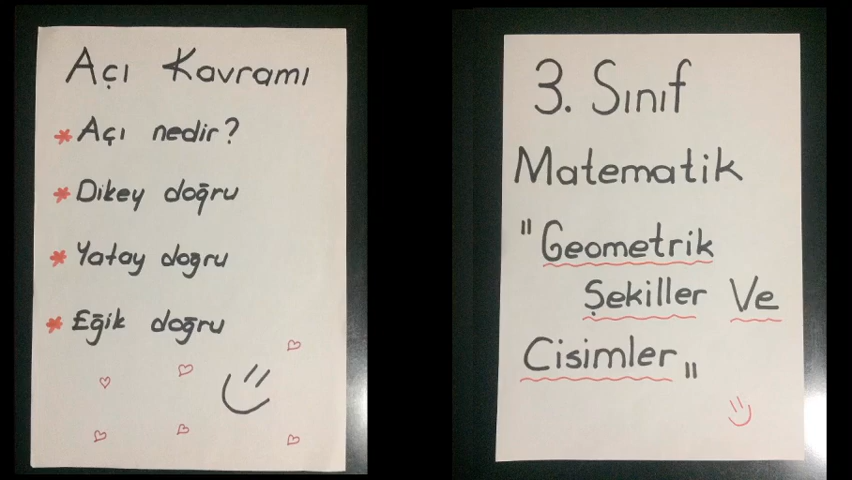 Açı Kavramı
* Açı nedir?
* Dikey doğru
* Yatay doğru
* Eğik doğru
3. Sınıf
Matematik
"Geometrik
Şekiller Ve
Cisimler"